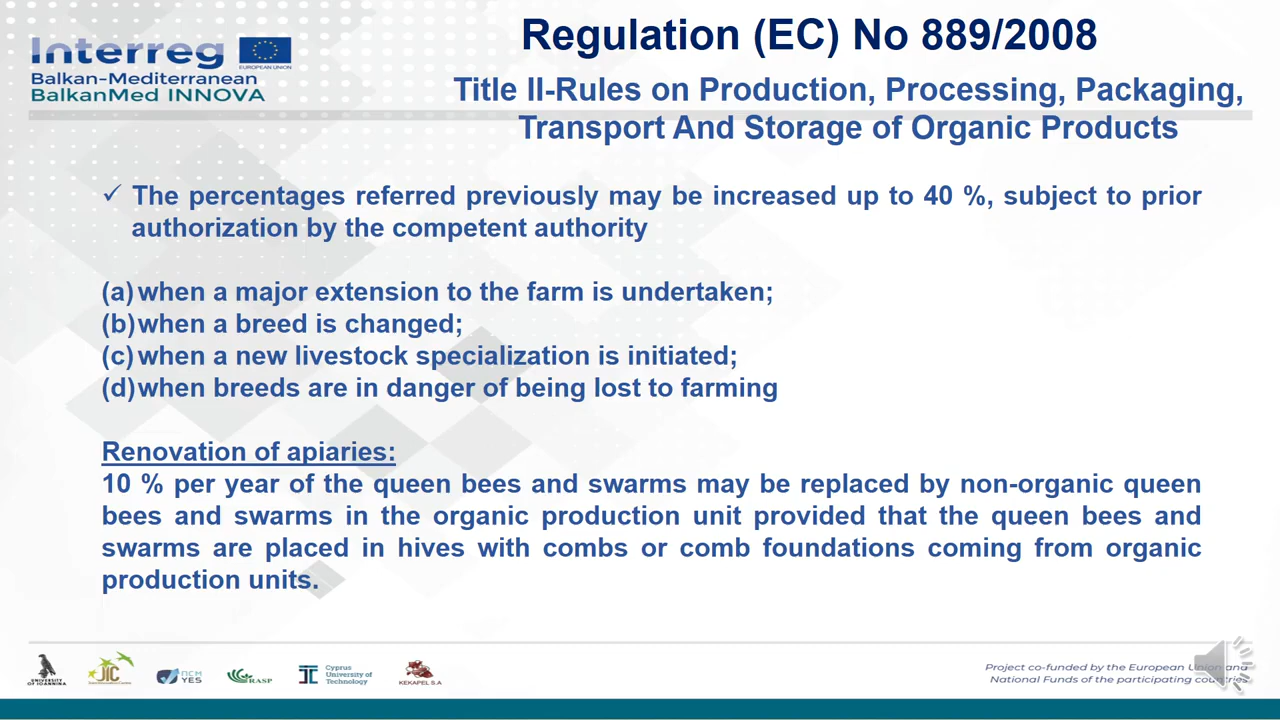 Regulation (EC) No 889/2008
Interreg
EUROPEAN UNION
Balkan-Mediterranean
BalkanMed INNOVA
Title II-Rules on Production, Processing, Packaging,
Transport And Storage of Organic Products
✓ The percentages referred previously may be increased up to 40 %, subject to prior
authorization by the competent authority
(a) when a major extension to the farm is undertaken;
(b) when a breed is changed;
(c) when a new livestock specialization is initiated;
(d) when breeds are in danger of being lost to farming
Renovation of apiaries:
10 % per year of the queen bees and swarms may be replaced by non-organic queen
bees and swarms in the organic production unit provided that the queen bees and
swarms are placed in hives with combs or comb foundations coming from organic
production units.
UNIVERSITY
OF IOANNINA
JIC
YES
RASP
Cyprus
University of
Technology
KEKAPEL S.A
Project co-funded by the European Union and
National Funds of the participating countries